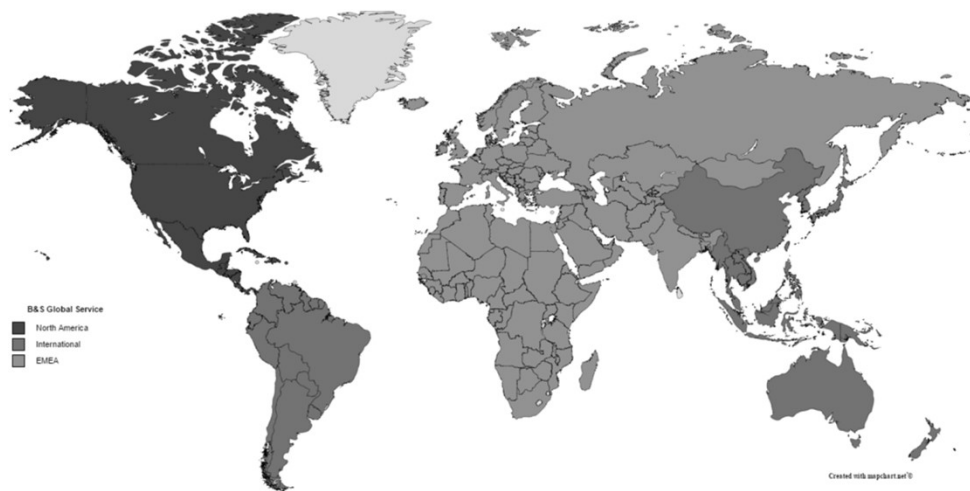 B&S Global Service
North America
International
EMEA
Created with mapchart.net©